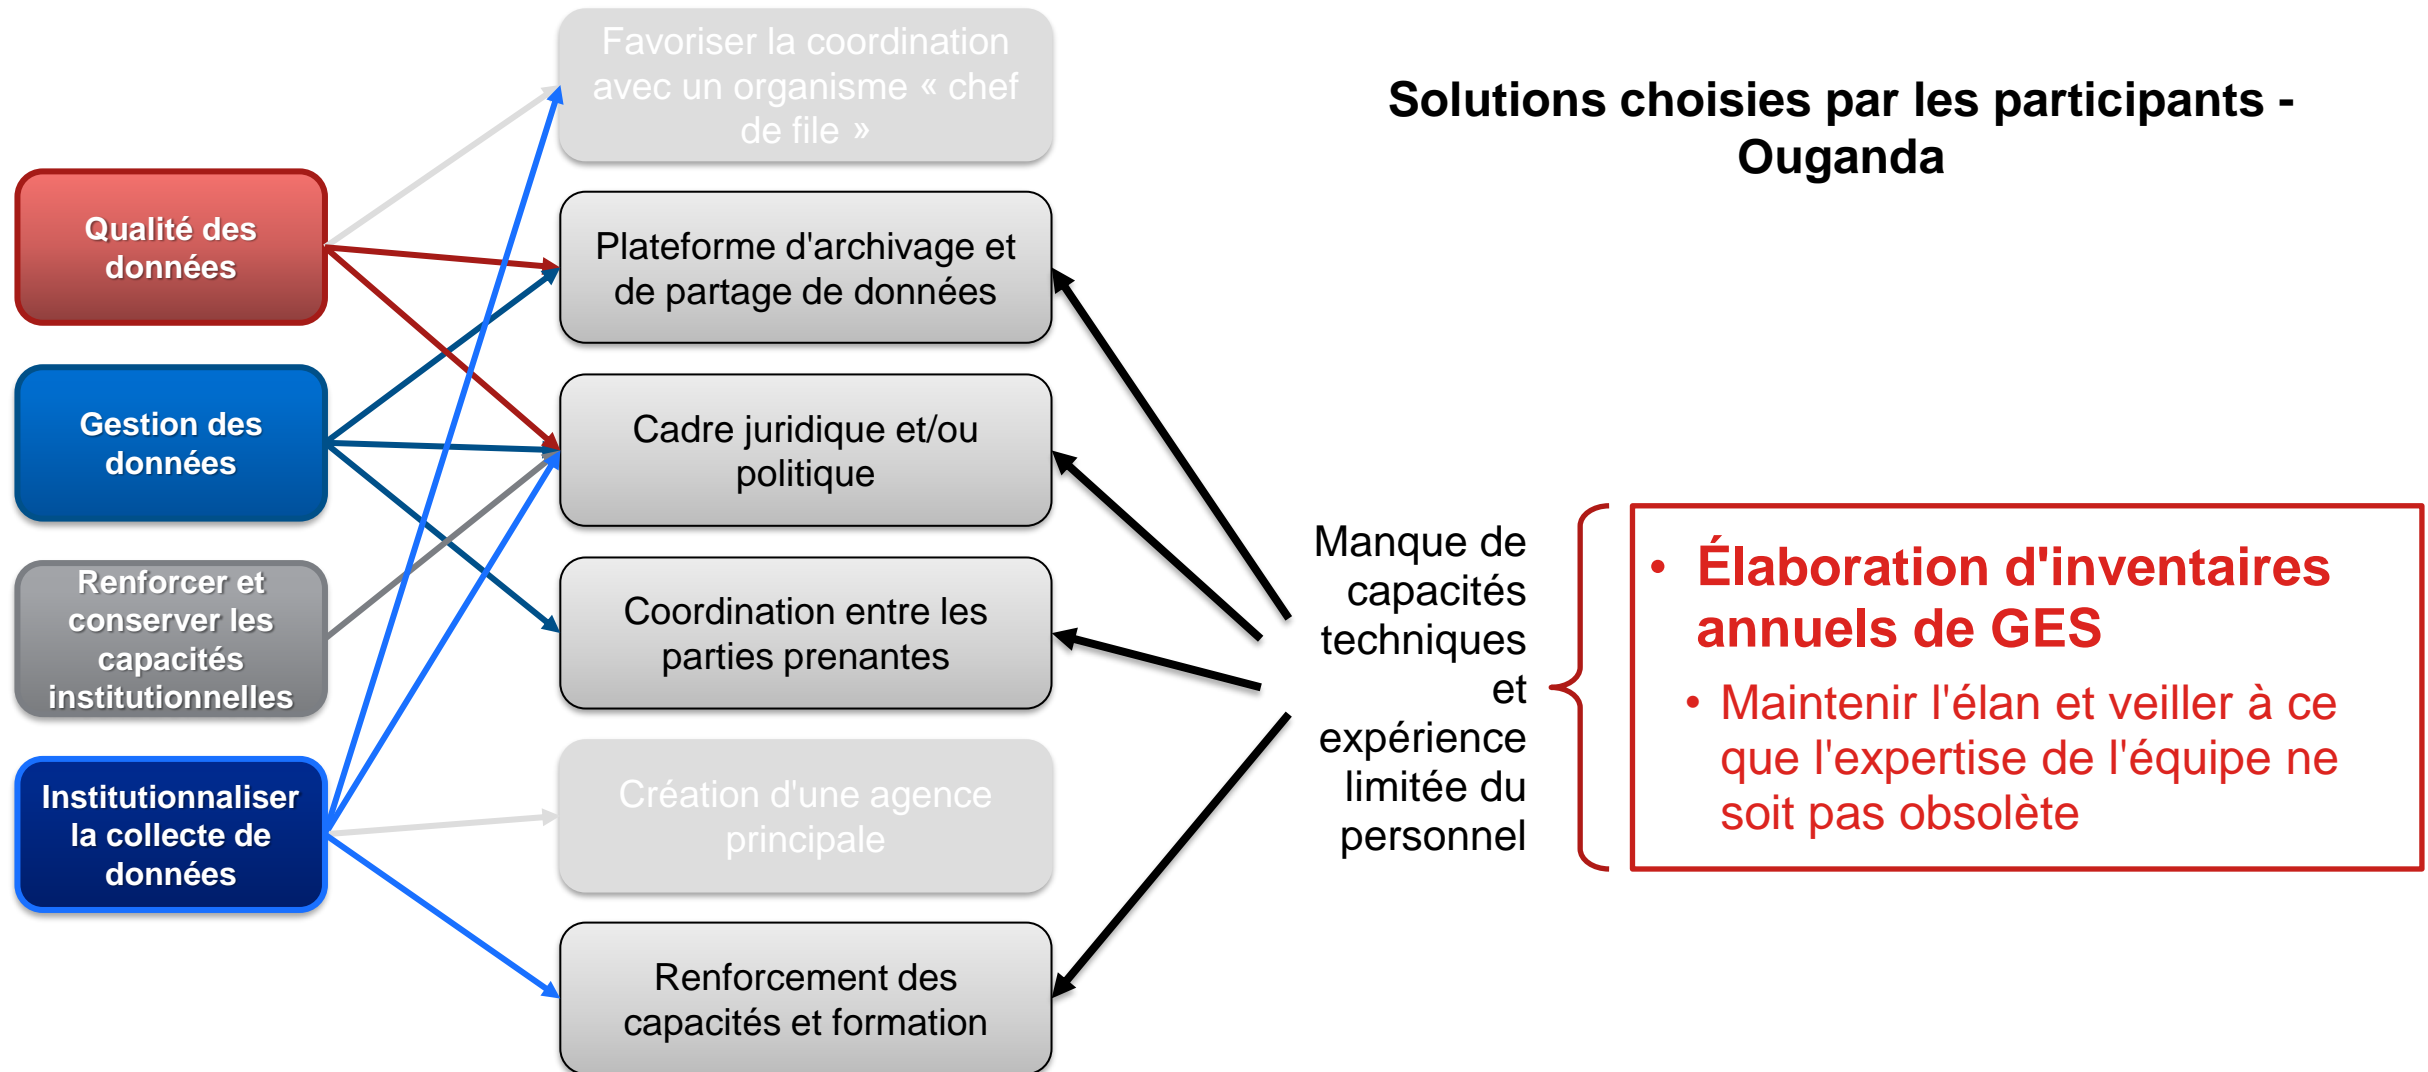 Solutions choisies par les participants -
Ouganda
Qualité des
données
Gestion des
données
Renforcer et
conserver les
capacités
institutionnelles
Institutionnaliser
la collecte de
données
Favoriser la coordination
avec un organisme « chef
de file »
Plateforme d'archivage et
de partage de données
Cadre juridique et/ou
politique
Coordination entre les
parties prenantes
Création d'une agence
principale
Renforcement des
capacités et formation
Manque de
capacités
techniques
et
expérience
limitée du
personnel
• Élaboration d'inventaires
annuels de GES
• Maintenir l'élan et veiller à ce
que l'expertise de l'équipe ne
soit pas obsolète